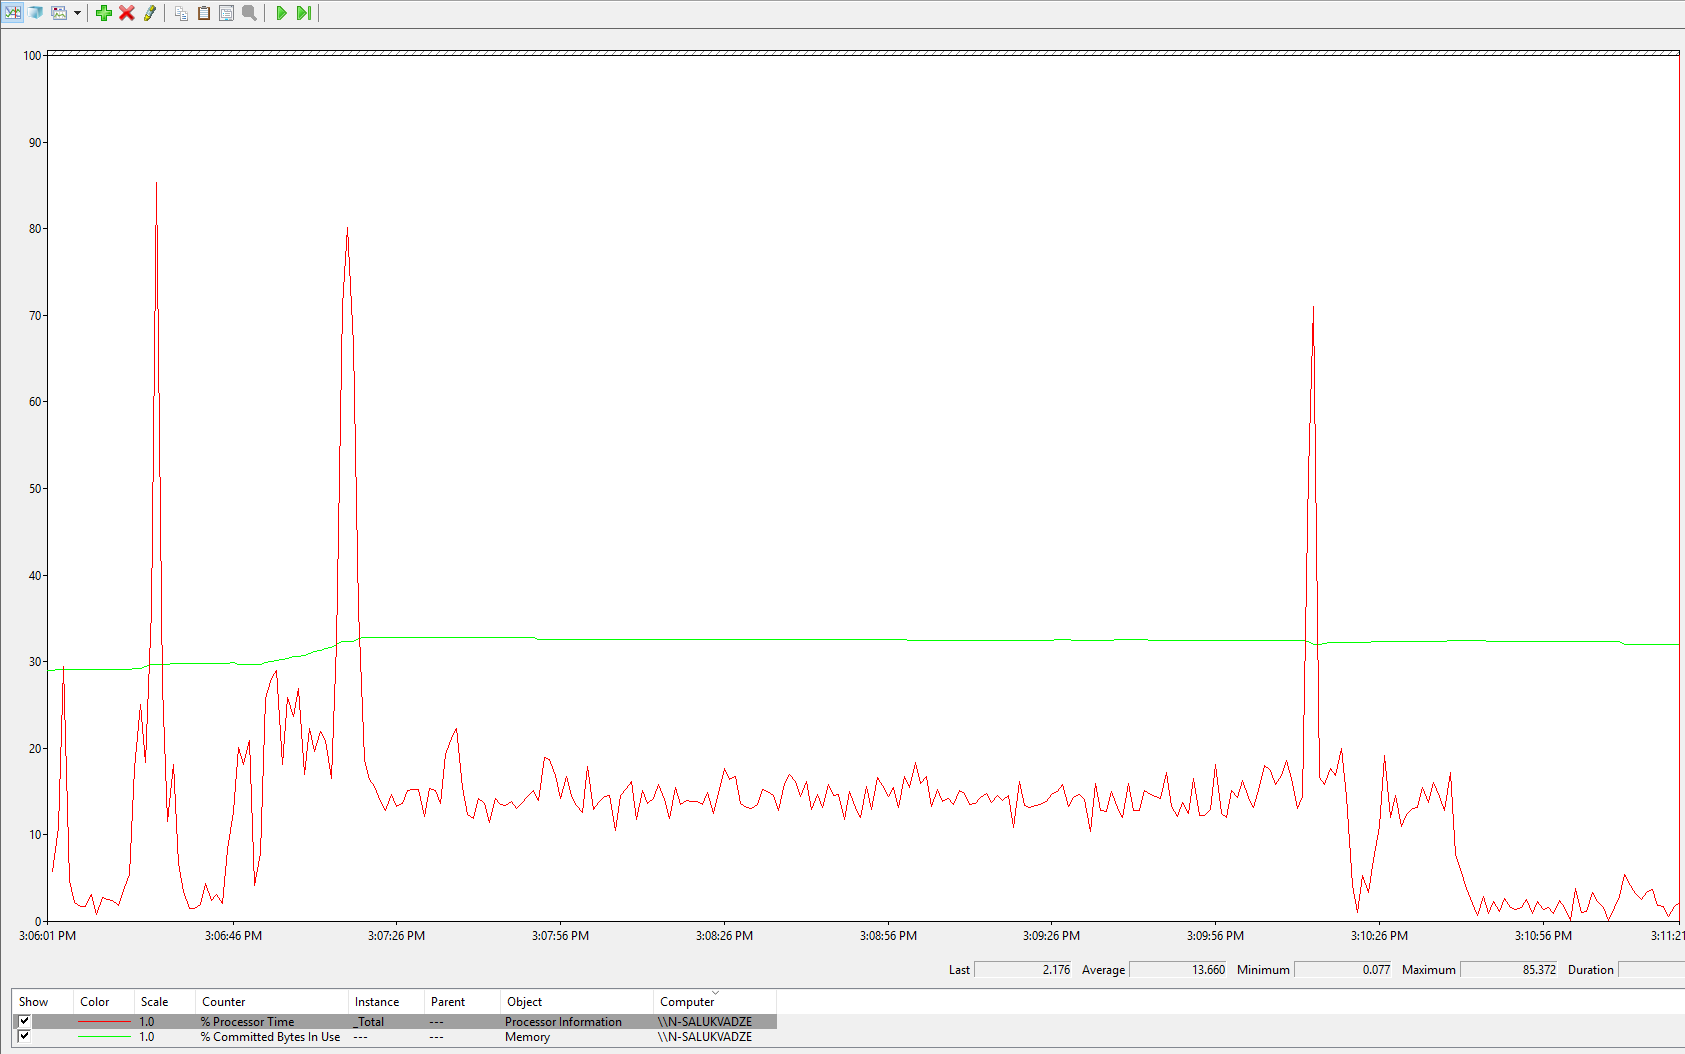 100
90
80
70
60
50
40
30
20
10
0
3:06:01 PM 3:06:46 PM 3:07:26 PM 3:07:56 PM 3:08:26 PM 3:08:56 PM 3:09:26 PM 3:09:56 PM 3:10:26 PM 3:10:56 PM 3:11:21
Last 2.176 Average 13.660 Minimum 0.077 Maximum 85.372 Duration
Show Color Scale Counter Instance Parent Object Computer
1.0 % Processor Time _Total --- Processor Information \\N-SALUKVADZE
1.0 % Committed Bytes In Use --- --- Memory \\N-SALUKVADZE